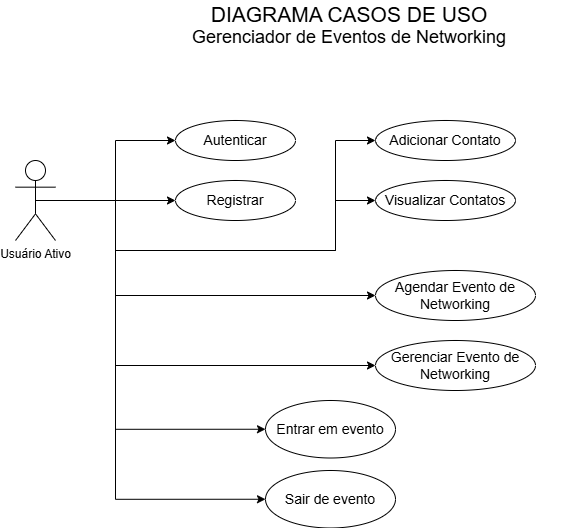 DIAGRAMA CASOS DE USO
Gerenciador de Eventos de Networking
Autenticar
Adicionar Contato
Registrar
Visualizar Contatos
Usuário Ativo
Agendar Evento de
Networking
Gerenciar Evento de
Networking
Entrar em evento
Sair de evento